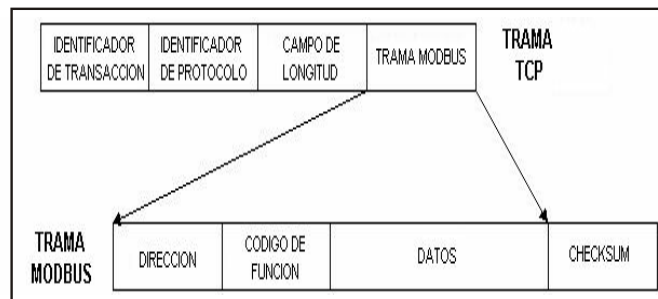 IDENTIFICADOR
DE TRANSACCION
IDENTIFICADOR
DE PROTOCOLO
CAMPO DE
LONGITUD
TRAMA MODBUS
TRAMA
TCP
TRAMA
MODBUS
DIRECCION
CODIGO DE
FUNCION
DATOS
CHECKSUM